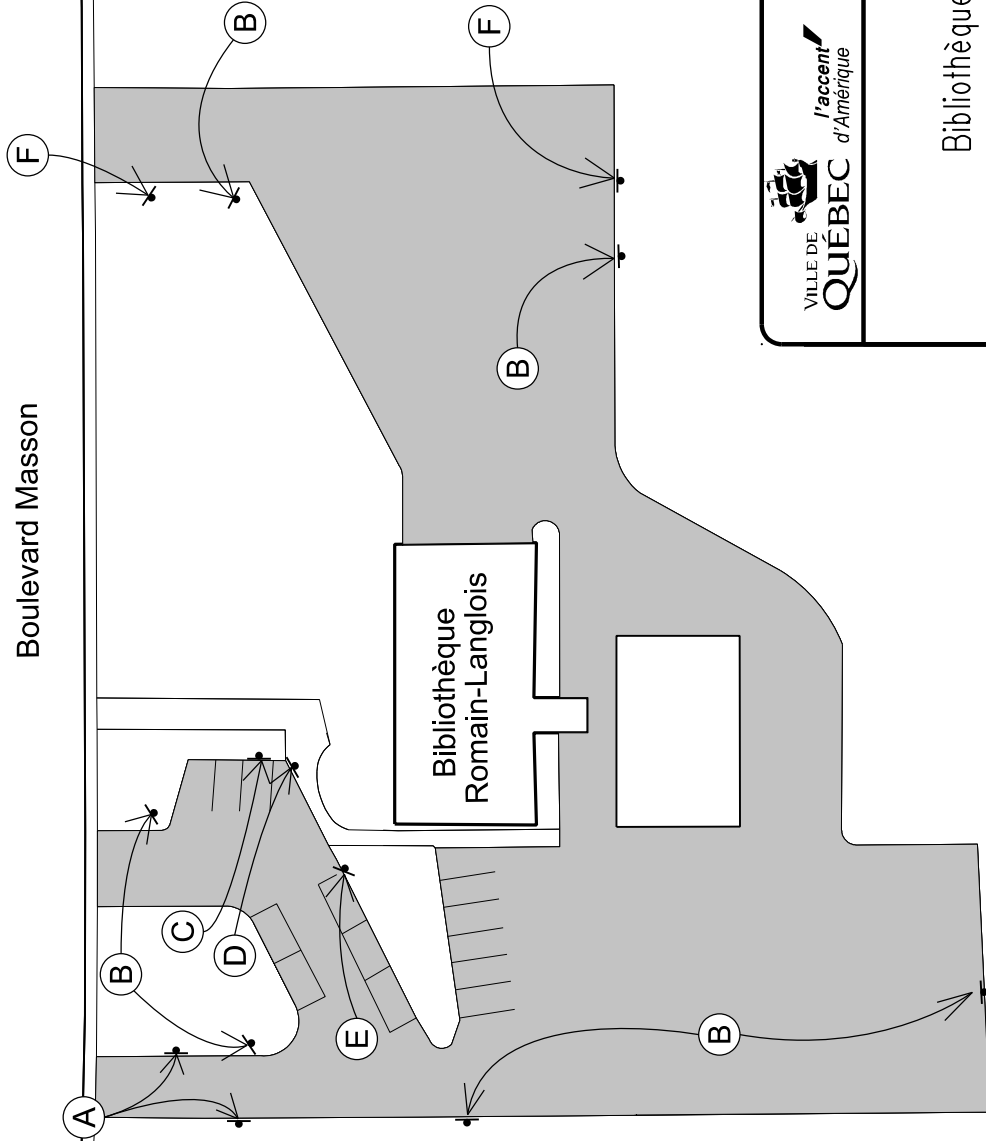 Boulevard Masson
F
B
F
B
Bibliothèque
Romain-Langlois
C
D
B
E
B
A
VILLE DE
QUÉBEC
l'accent
d'Amérique
Bibliothèque